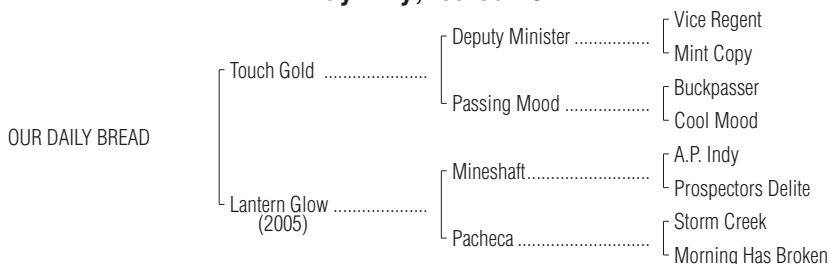 Deputy Minister ................
Vice Regent
Mint Copy
Touch Gold .....................
Passing Mood .................
Buckpasser
Cool Mood
OUR DAILY BREAD
Mineshaft.........................
A.P. Indy
Prospectors Delite
Lantern Glow ...................
(2005)
Pacheca ..........................
Storm Creek
Morning Has Broken